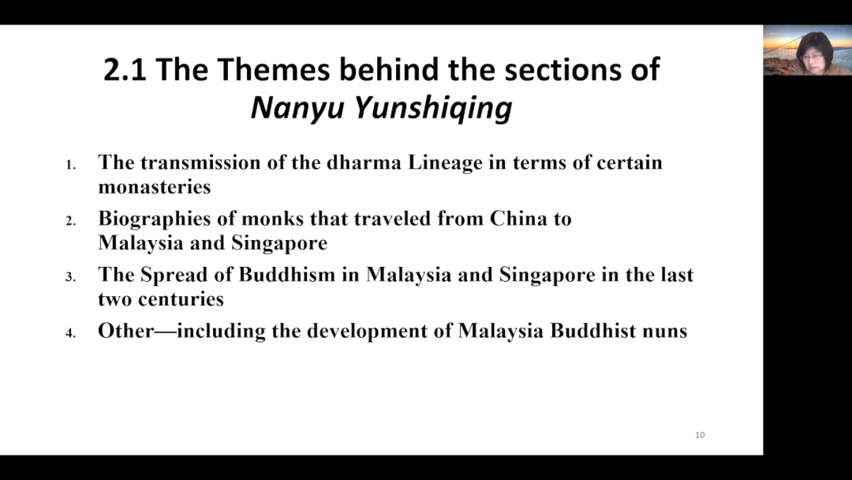 2.1 The Themes behind the sections of
Nanyu Yunshiqing
1. The transmission of the dharma Lineage in terms of certain
monasteries
2. Biographies of monks that traveled from China to
Malaysia and Singapore
3. The Spread of Buddhism in Malaysia and Singapore in the last
two centuries
4. Other—including the development of Malaysia Buddhist nuns
10